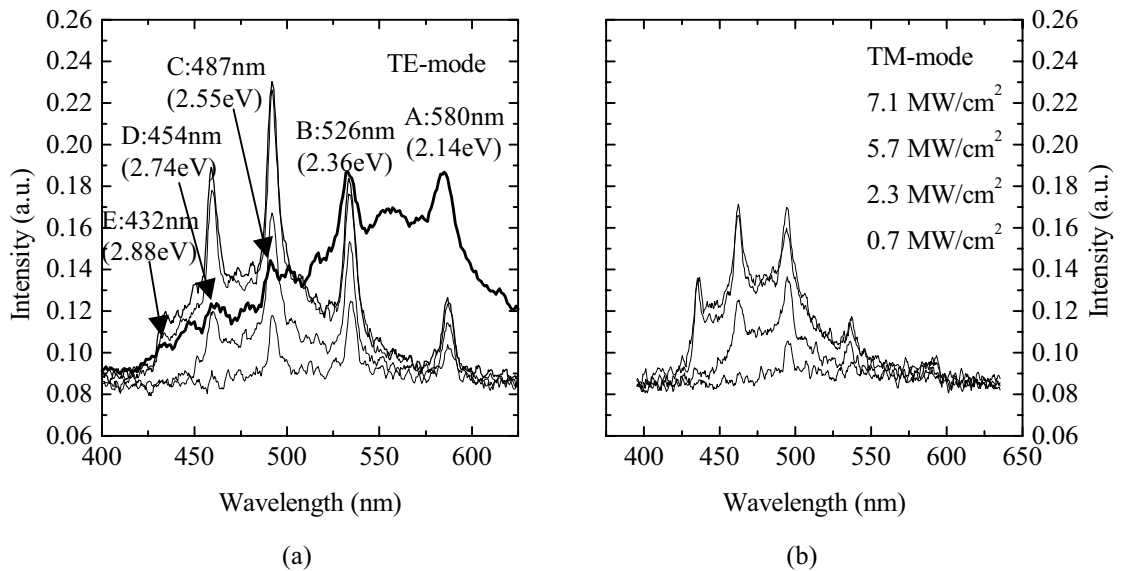 0.26
0.24
0.22
0.20
0.18
0.16
0.14
0.12
0.10
0.08
0.06
Intensity (a.u.)
TE-mode
C:487nm
(2.55eV)
A:580nm
(2.14eV)
B:526nm
(2.36eV)
D:454nm
(2.74eV)
E:432nm
(2.88eV)
400 450 500 550 600
Wavelength (nm)
(a)
TM-mode
7.1 MW/cm²
5.7 MW/cm²
2.3 MW/cm²
0.7 MW/cm²
0.26
0.24
0.22
0.20
0.18
0.16
0.14
0.12
0.10
0.08
0.06
Intensity (a.u.)
400 450 500 550 600 650
Wavelength (nm)
(b)